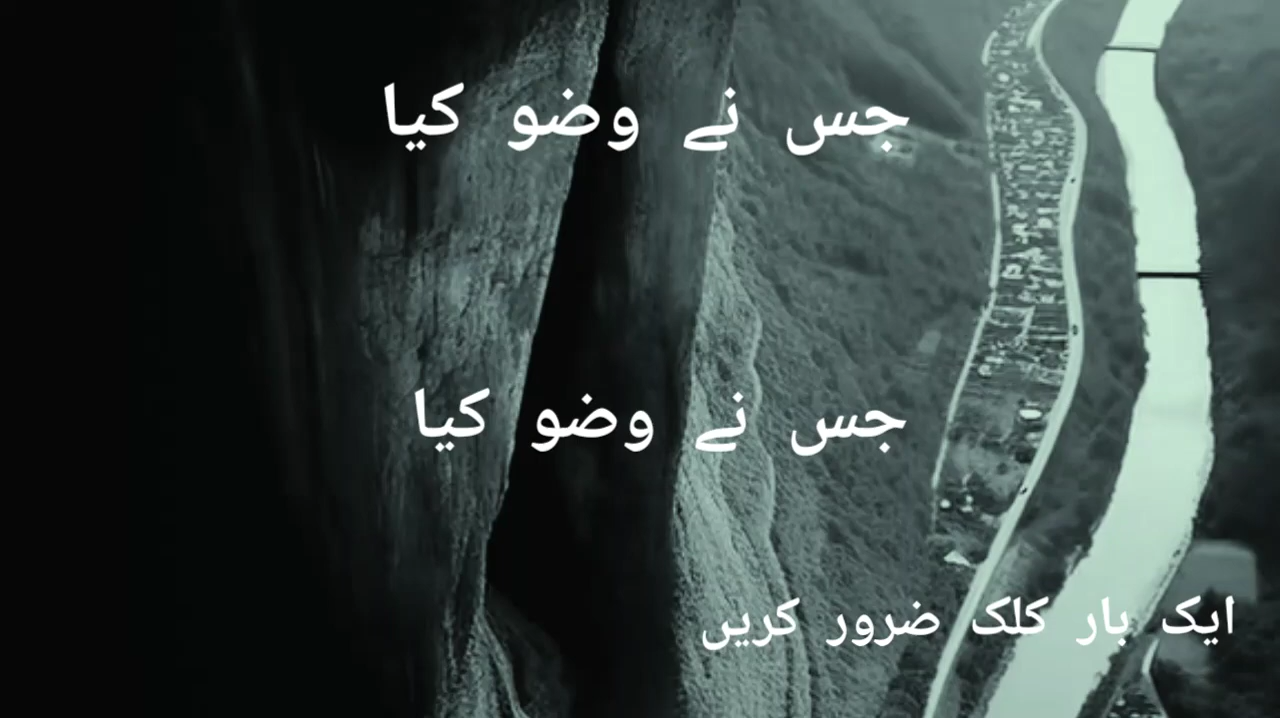 جس نے وضو کیا
جس نے وضو کیا
ایک بار کلک ضرور کریں